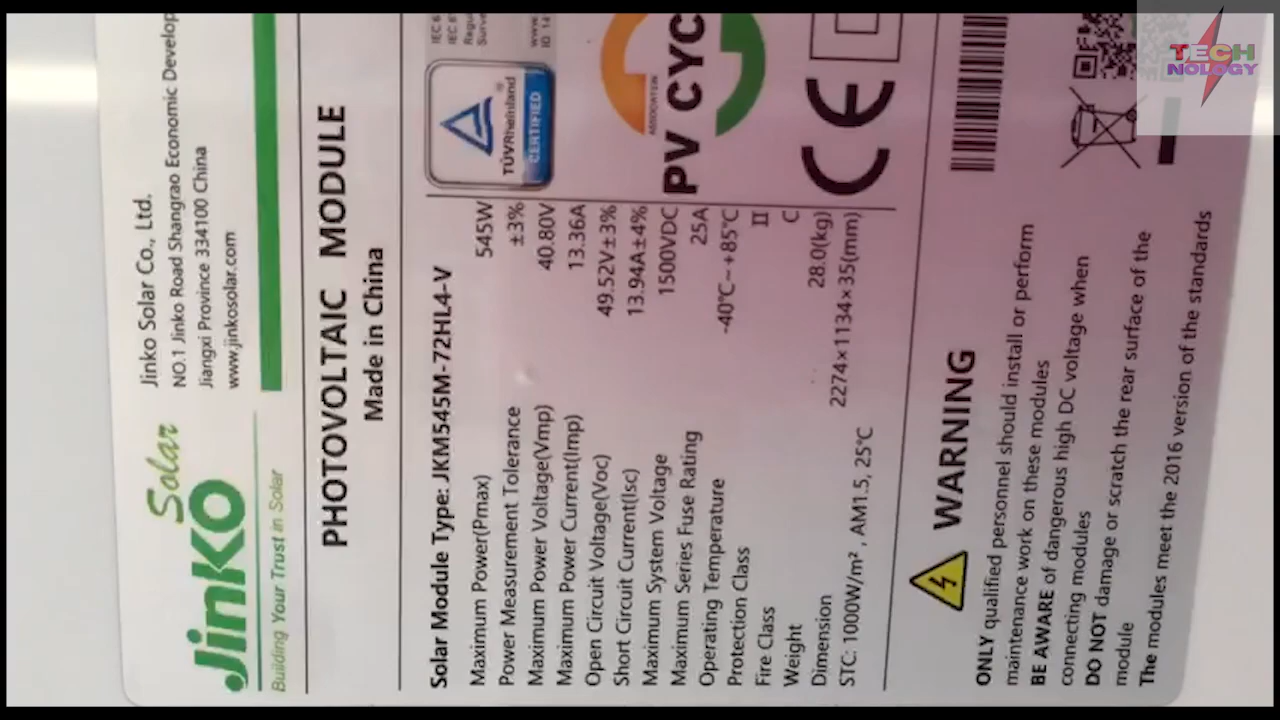 Jinko Solar
Building Your Trust in Solar
Jinko Solar Co., Ltd.
NO.1 Jinko Road Shangrao Economic
Jiangxi Province 334100 China
www.jinkosolar.com
PHOTOVOLTAIC MODULE
Made in China
Solar Module Type: JKM545M-72HL4-V
Maximum Power(Pmax) 545W
Power Measurement Tolerance ±3%
Maximum Power Voltage(Vmp) 40.80V
Maximum Power Current(Imp) 13.36A
Open Circuit Voltage(Voc) 49.52V±3%
Short Circuit Current(Isc) 13.94A±4%
Maximum System Voltage 1500VDC
Maximum Series Fuse Rating 25A
Operating Temperature -40℃~+85℃
Protection Class II
Fire Class C
Weight 28.0(kg)
Dimension 2274×1134×35(mm)
STC: 1000W/m², AM1.5, 25℃
TÜVRheinland®
CERTIFIED
PV CYC
CE
WARNING
ONLY qualified personnel should install or perform
maintenance work on these modules
BE AWARE of dangerous high DC voltage when
connecting modules
DO NOT damage or scratch the rear surface of the
module
The modules meet the 2016 version of the standards
TECH
NOLOGY